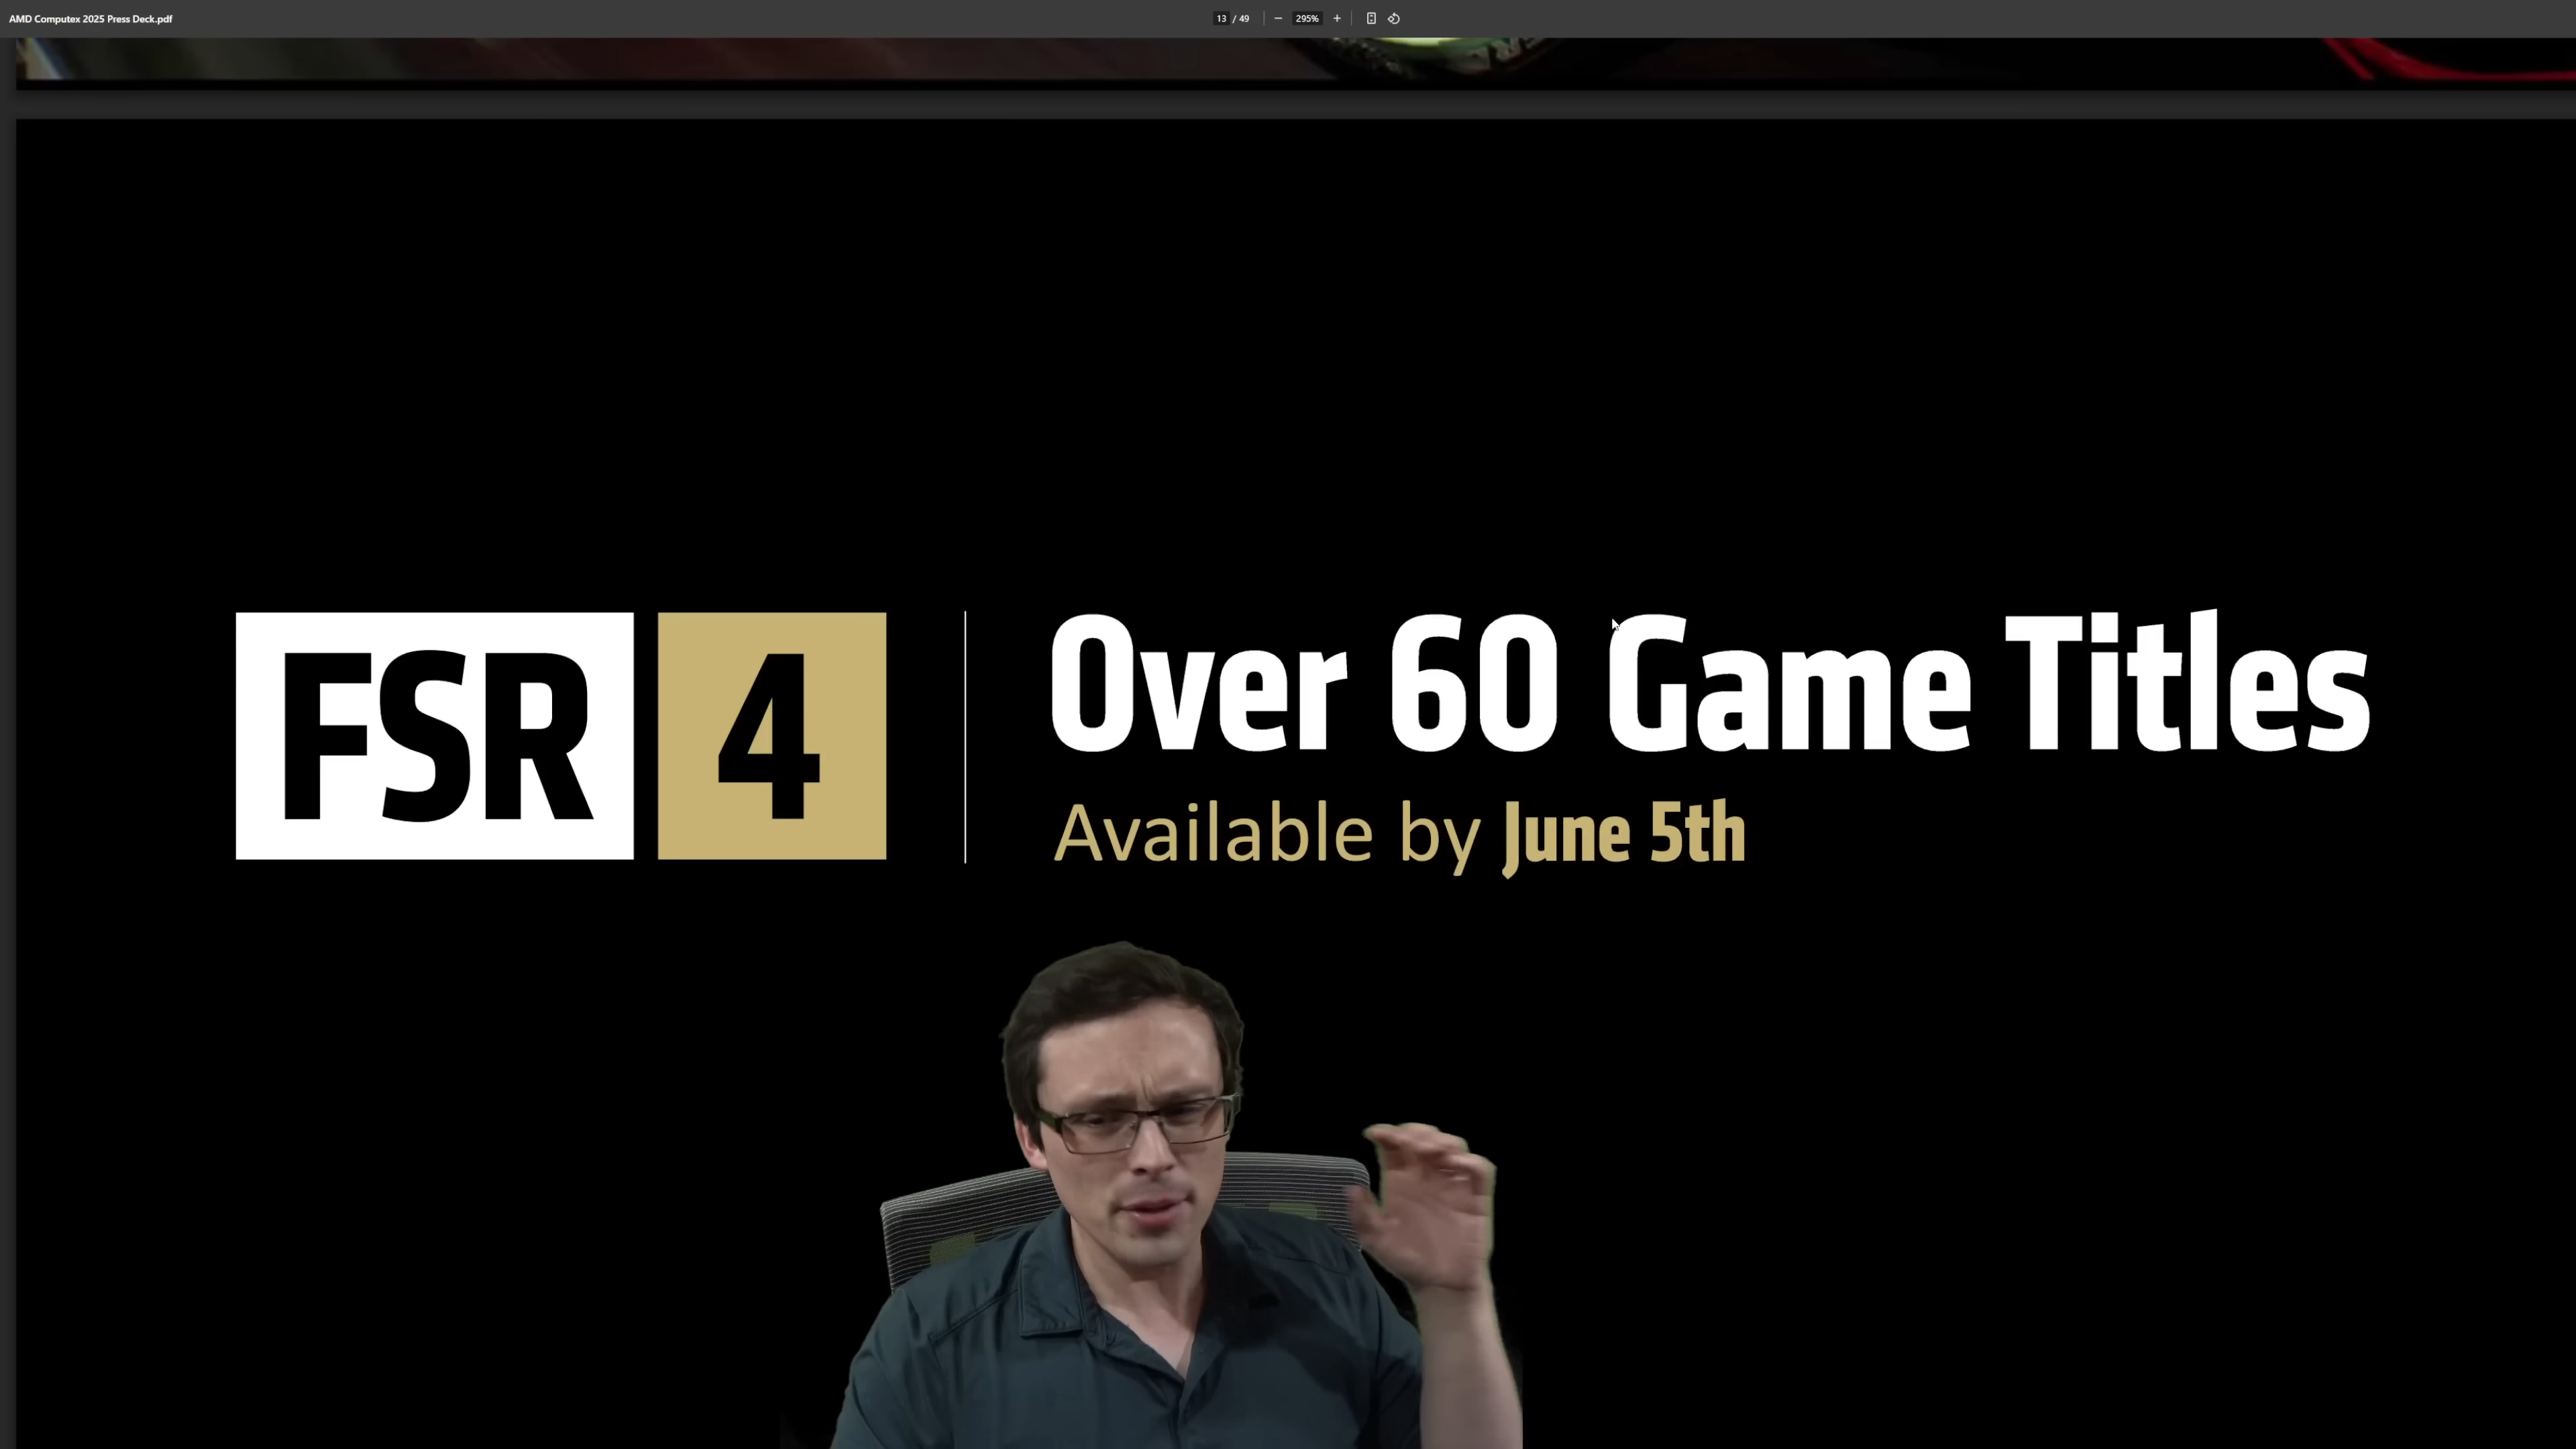 AMD Computex 2025 Press Deck.pdf
13 / 49
295%
FSR 4
Over 60 Game Titles
Available by June 5th